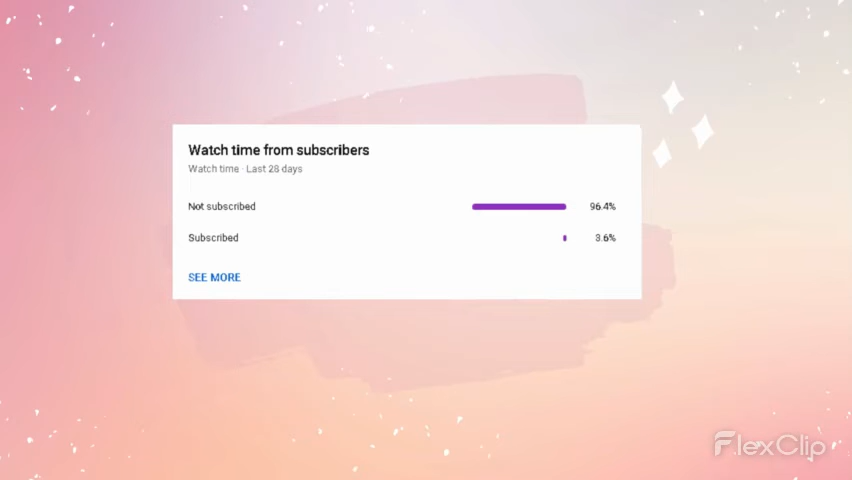 Watch time from subscribers
Watch time · Last 28 days
Not subscribed 96.4%
Subscribed 3.6%
SEE MORE
FlexClip